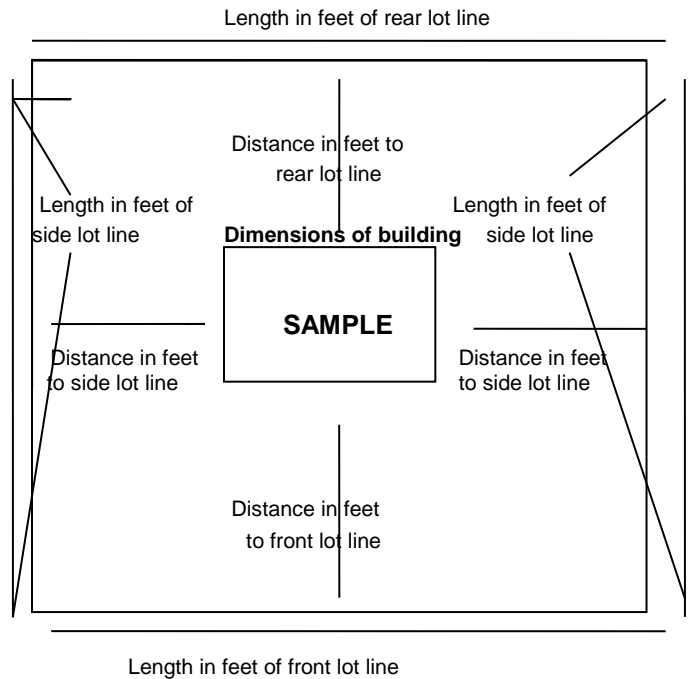 Length in feet of rear lot line
Distance in feet to
rear lot line
Length in feet of
side lot line
Length in feet of
side lot line
Dimensions of building
SAMPLE
Distance in feet
to side lot line
Distance in feet
to side lot line
Distance in feet
to front lot line
Length in feet of front lot line